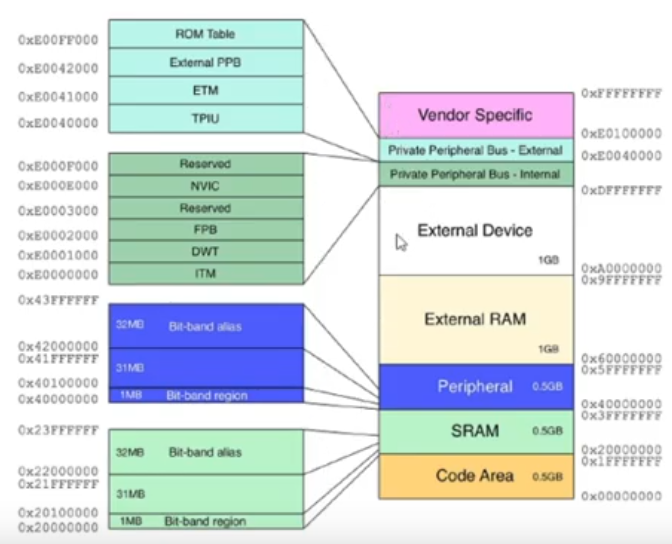 0xE00FF000
ROM Table
0xE0042000
External PPB
0xE0041000
ETM
0xE0040000
TPIU
0xE000F000
Reserved
0xE000E000
NVIC
0xE0003000
Reserved
0xE0002000
FPB
0xE0001000
DWT
0xE0000000
ITM
0x43FFFFFF
32MB Bit-band alias
0x42000000
0x41FFFFFF
31MB
0x40100000
0x40000000
1MB Bit-band region
0x23FFFFFF
32MB Bit-band alias
0x22000000
0x21FFFFFF
31MB
0x20100000
0x20000000
1MB Bit-band region
0xFFFFFFFF
Vendor Specific
0xE0100000
Private Peripheral Bus - External
0xE0040000
Private Peripheral Bus - Internal
0xDFFFFFFF
External Device
1GB
0xA0000000
0x9FFFFFFF
External RAM
1GB
0x60000000
0x5FFFFFFF
Peripheral 0.5GB
0x40000000
0x3FFFFFFF
SRAM 0.5GB
0x20000000
0x1FFFFFFF
Code Area 0.5GB
0x00000000